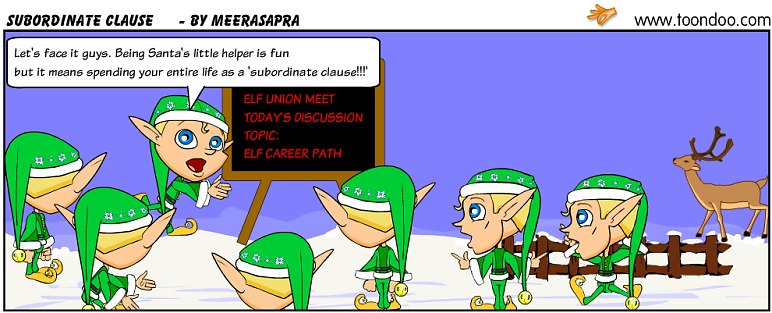 SUBORDINATE CLAUSE - BY MEERASAPRA www.toondoo.com
Let's face it guys. Being Santa's little helper is fun
but it means spending your entire life as a 'subordinate clause!!!'
ELF UNION MEET
TODAY'S DISCUSSION
TOPIC:
ELF CAREER PATH